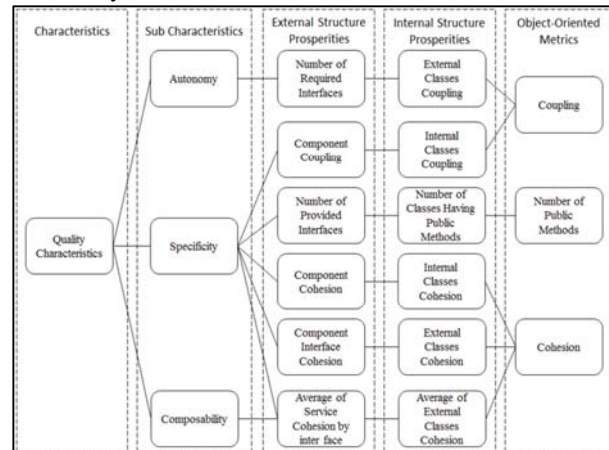 Characteristics
Sub Characteristics
External Structure
Prosperities
Internal Structure
Prosperities
Object-Oriented
Metrics
Quality
Characteristics
Autonomy
Specificity
Composability
Number of
Required
Interfaces
Component
Coupling
Number of
Provided
Interfaces
Component
Cohesion
Component
Interface
Cohesion
Average of
Service
Cohesion by
inter face
External
Classes
Coupling
Internal
Classes
Coupling
Number of
Classes Having
Public
Methods
Internal
Classes
Cohesion
External
Classes
Cohesion
Average of
External
Classes
Cohesion
Coupling
Number of
Public
Methods
Cohesion